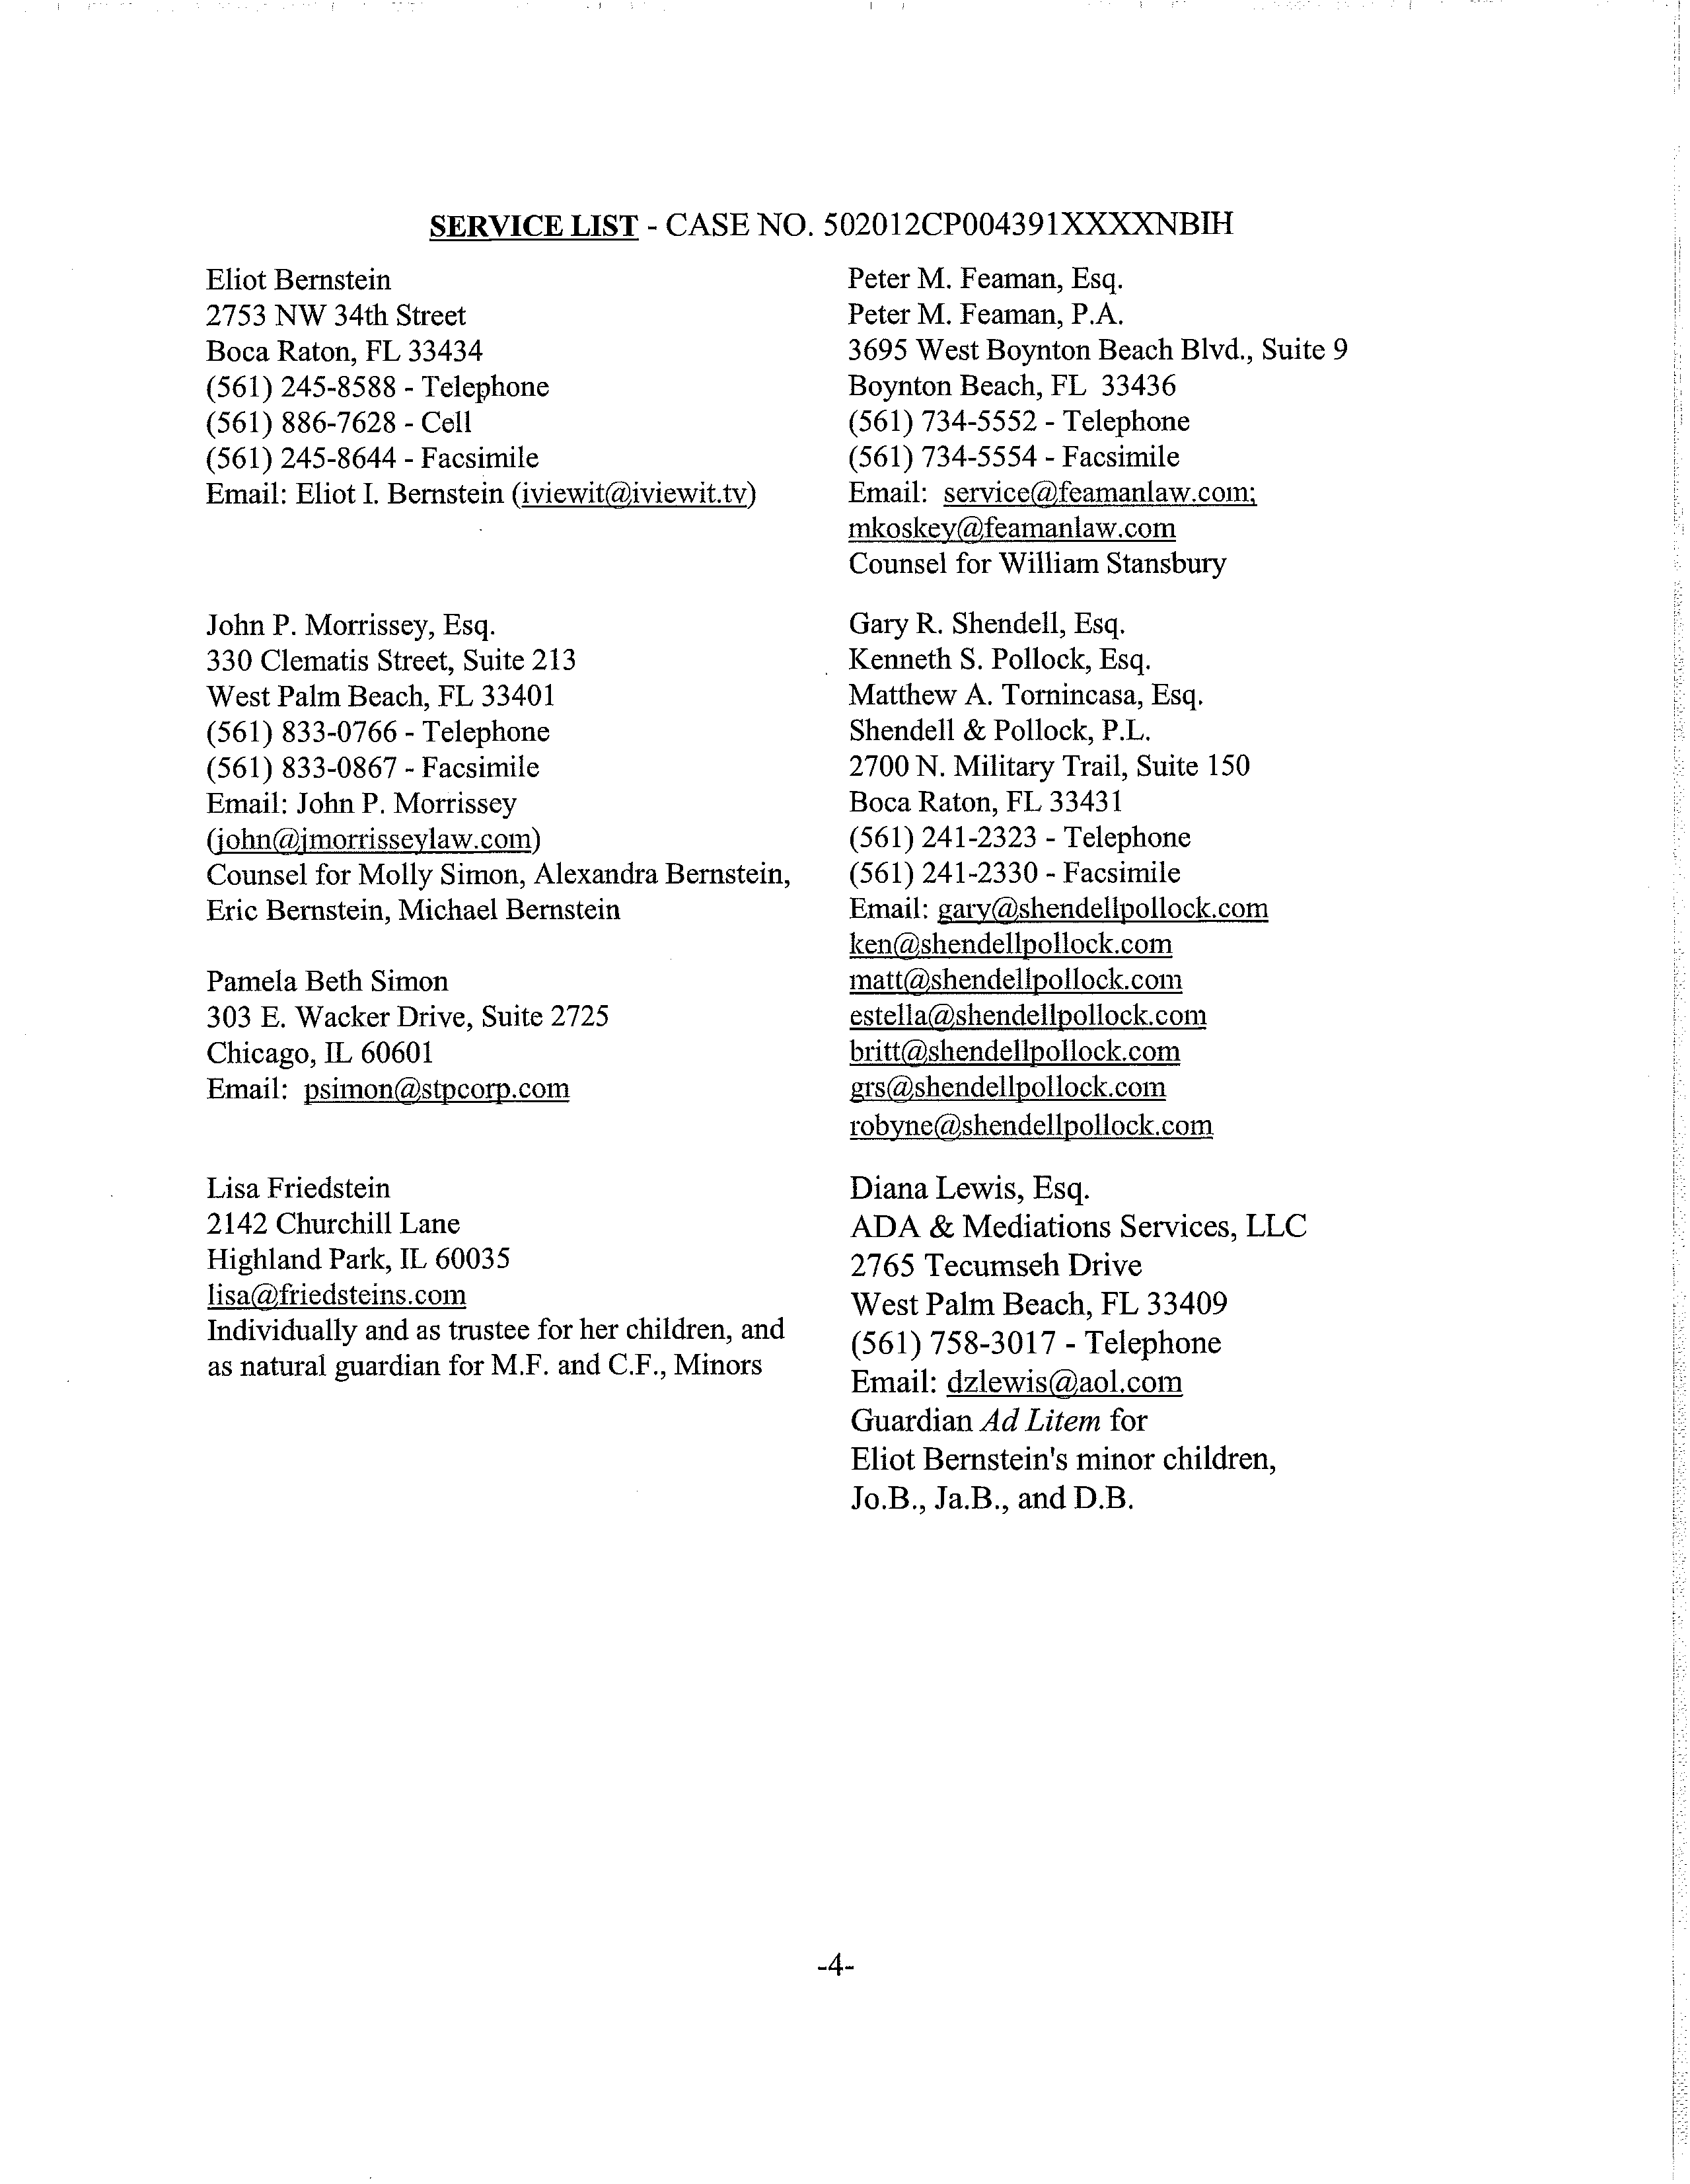 SERVICE LIST - CASE NO. 502012CP004391XXXXNBIH
Eliot Bernstein
2753 NW 34th Street
Boca Raton, FL 33434
(561) 245-8588 - Telephone
(561) 886-7628 - Cell
(561) 245-8644 - Facsimile
Email: Eliot I. Bernstein (iviewit@iviewit.tv)
Peter M. Feaman, Esq.
Peter M. Feaman, P.A.
3695 West Boynton Beach Blvd., Suite 9
Boynton Beach, FL 33436
(561) 734-5552 - Telephone
(561) 734-5554 - Facsimile
Email: service@feamanlaw.com;
mkoskey@feamanlaw.com
Counsel for William Stansbury
John P. Morrissey, Esq.
330 Clematis Street, Suite 213
West Palm Beach, FL 33401
(561) 833-0766 - Telephone
(561) 833-0867 - Facsimile
Email: John P. Morrissey
(john@jmorrisseylaw.com)
Counsel for Molly Simon, Alexandra Bernstein,
Eric Bernstein, Michael Bernstein
Pamela Beth Simon
303 E. Wacker Drive, Suite 2725
Chicago, IL 60601
Email: psimon@stpcorp.com
Gary R. Shendell, Esq.
Kenneth S. Pollock, Esq.
Matthew A. Tornincasa, Esq.
Shendell & Pollock, P.L.
2700 N. Military Trail, Suite 150
Boca Raton, FL 33431
(561) 241-2323 - Telephone
(561) 241-2330 - Facsimile
Email: gary@shendellpollock.com
ken@shendellpollock.com
matt@shendellpollock.com
estella@shendellpollock.com
britt@shendellpollock.com
grs@shendellpollock.com
robyne@shendellpollock.com
Lisa Friedstein
2142 Churchill Lane
Highland Park, IL 60035
lisa@friedsteins.com
Individually and as trustee for her children, and
as natural guardian for M.F. and C.F., Minors
Diana Lewis, Esq.
ADA & Mediations Services, LLC
2765 Tecumseh Drive
West Palm Beach, FL 33409
(561) 758-3017 - Telephone
Email: dzlewis@aol.com
Guardian Ad Litem for
Eliot Bernstein's minor children,
Jo.B., Ja.B., and D.B.
-4-